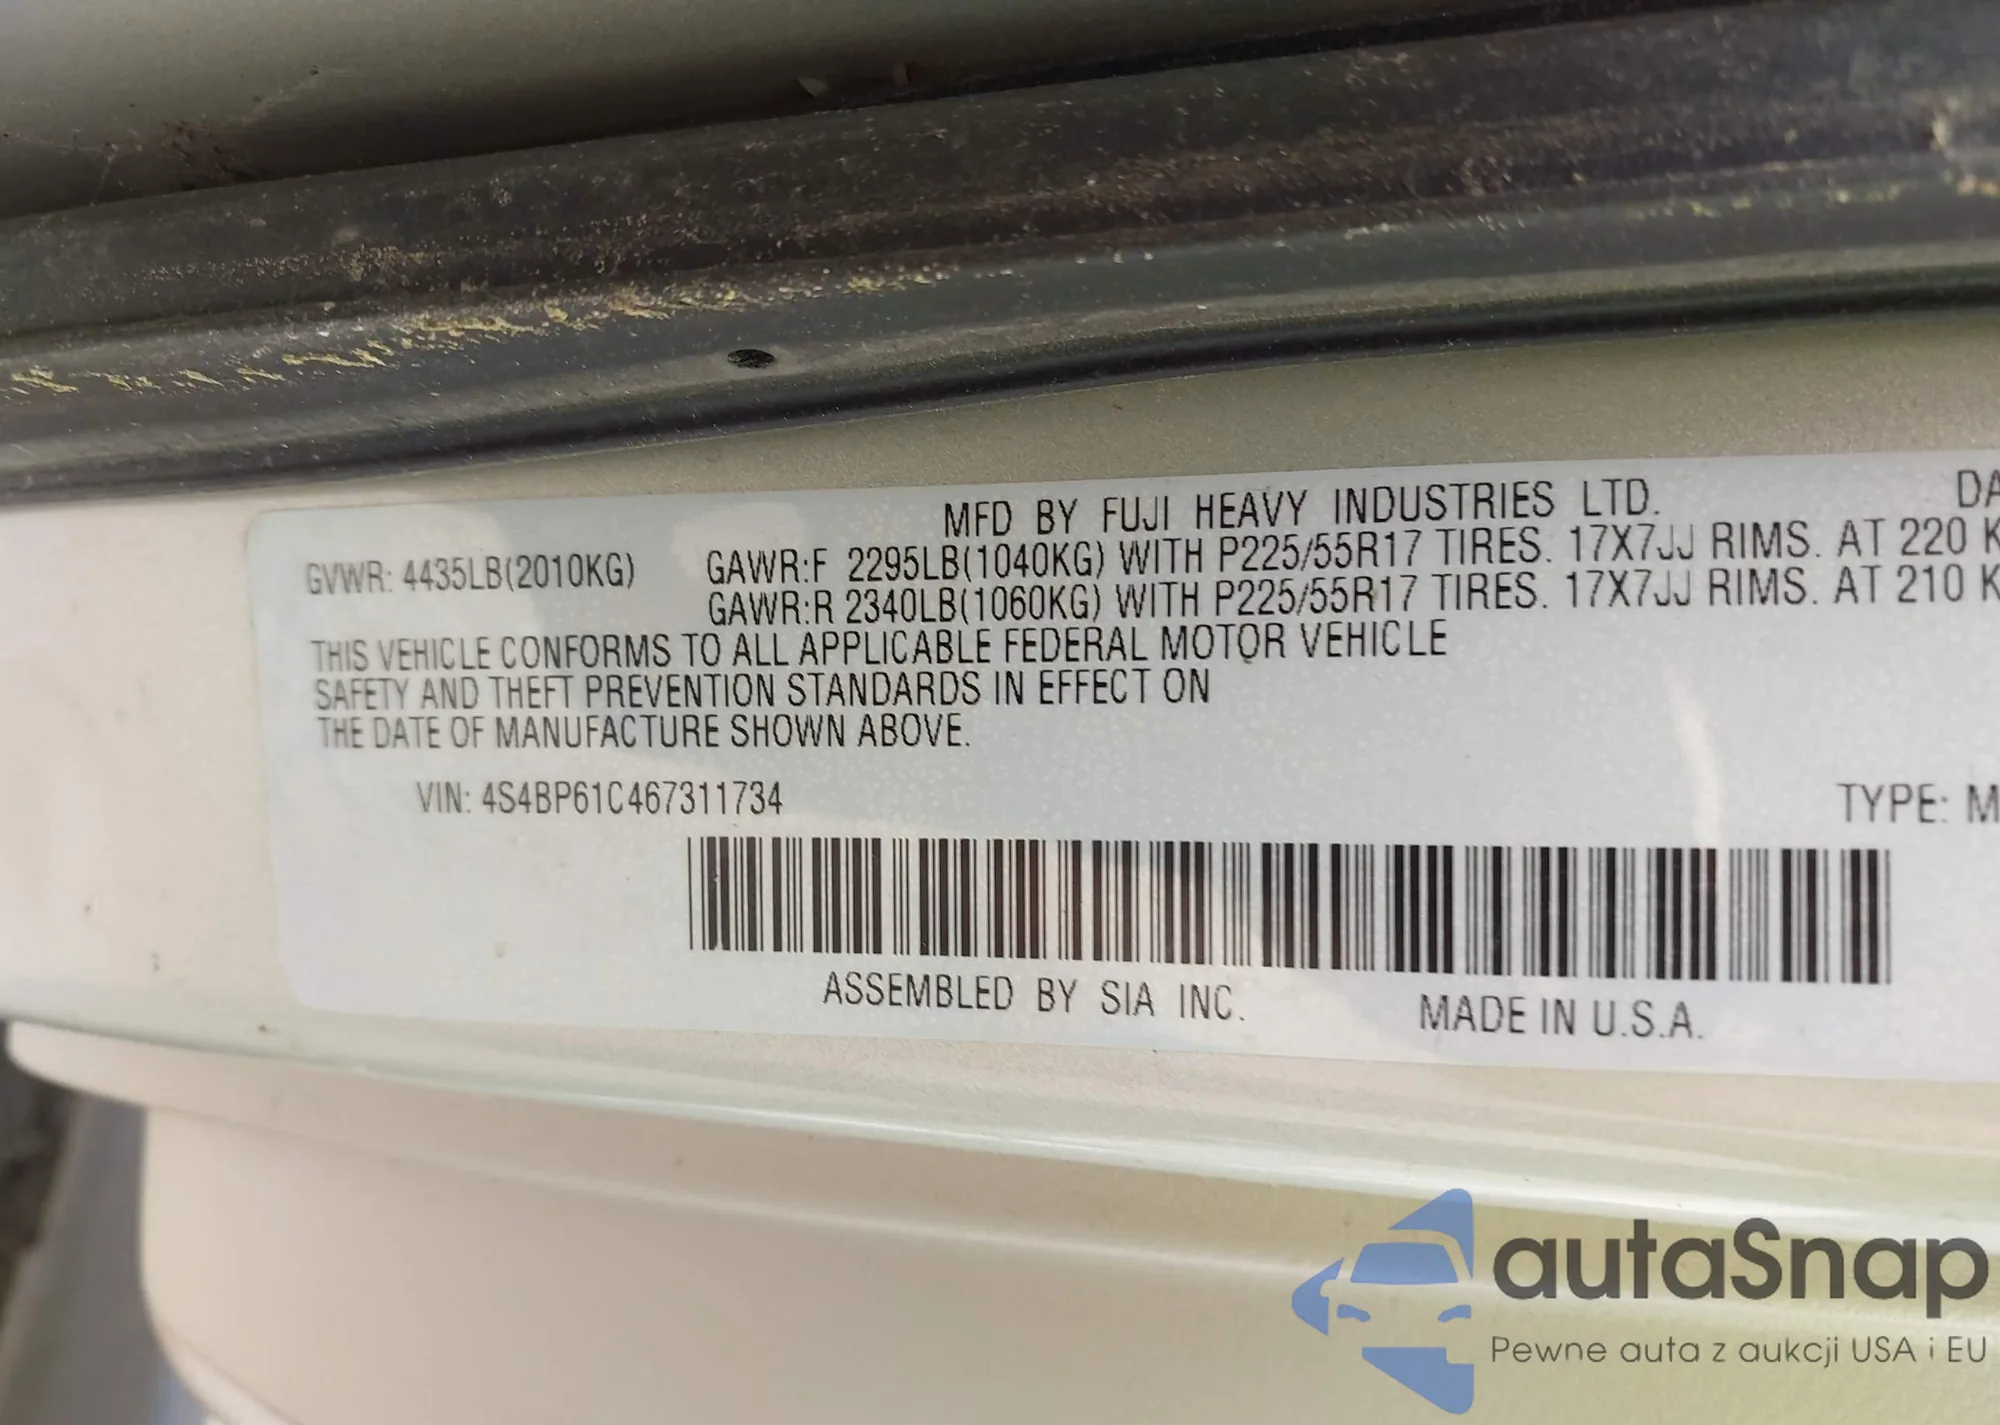 MFD BY FUJI HEAVY INDUSTRIES LTD. DA
GVWR: 4435LB(2010KG) GAWR:F 2295LB(1040KG) WITH P225/55R17 TIRES. 17X7JJ RIMS. AT 220 K
GAWR:R 2340LB(1060KG) WITH P225/55R17 TIRES. 17X7JJ RIMS. AT 210 K
THIS VEHICLE CONFORMS TO ALL APPLICABLE FEDERAL MOTOR VEHICLE
SAFETY AND THEFT PREVENTION STANDARDS IN EFFECT ON
THE DATE OF MANUFACTURE SHOWN ABOVE.
VIN: 4S4BP61C467311734 TYPE: M
ASSEMBLED BY SIA INC. MADE IN U.S.A.
autaSnap
Pewne auta z aukcji USA i EU